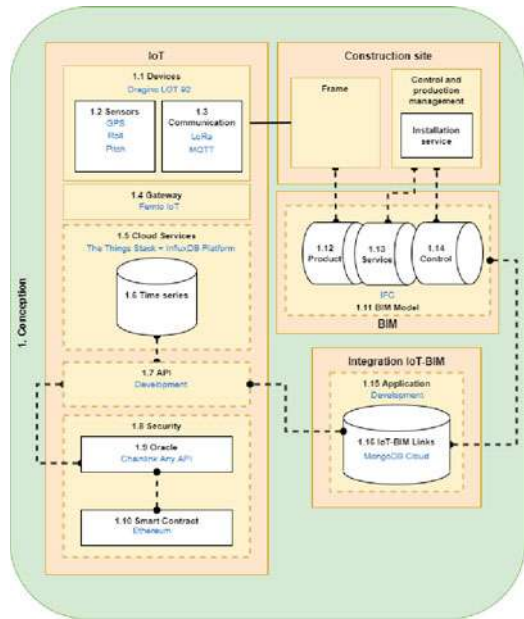 1. Conception
IoT
1.1 Devices
Dragino LOT 92
1.2 Sensors
GPS
Roll
Pitch
1.3
Communication
LoRa
MQTT
1.4 Gateway
Ferrio IoT
1.5 Cloud Services
The Things Stack + InfluxDB Platform
1.6 Time series
1.7 API
Development
1.8 Security
1.9 Oracle
Chainlink Any API
1.10 Smart Contract
Ethereum
Construction site
Frame
Control and
production
management
Installation
service
1.12
Product
1.13
Service
1.14
Control
IFC
1.11 BIM Model
BIM
Integration IoT-BIM
1.15 Application
Development
1.16 IoT-BIM Links
MongoDB Cloud